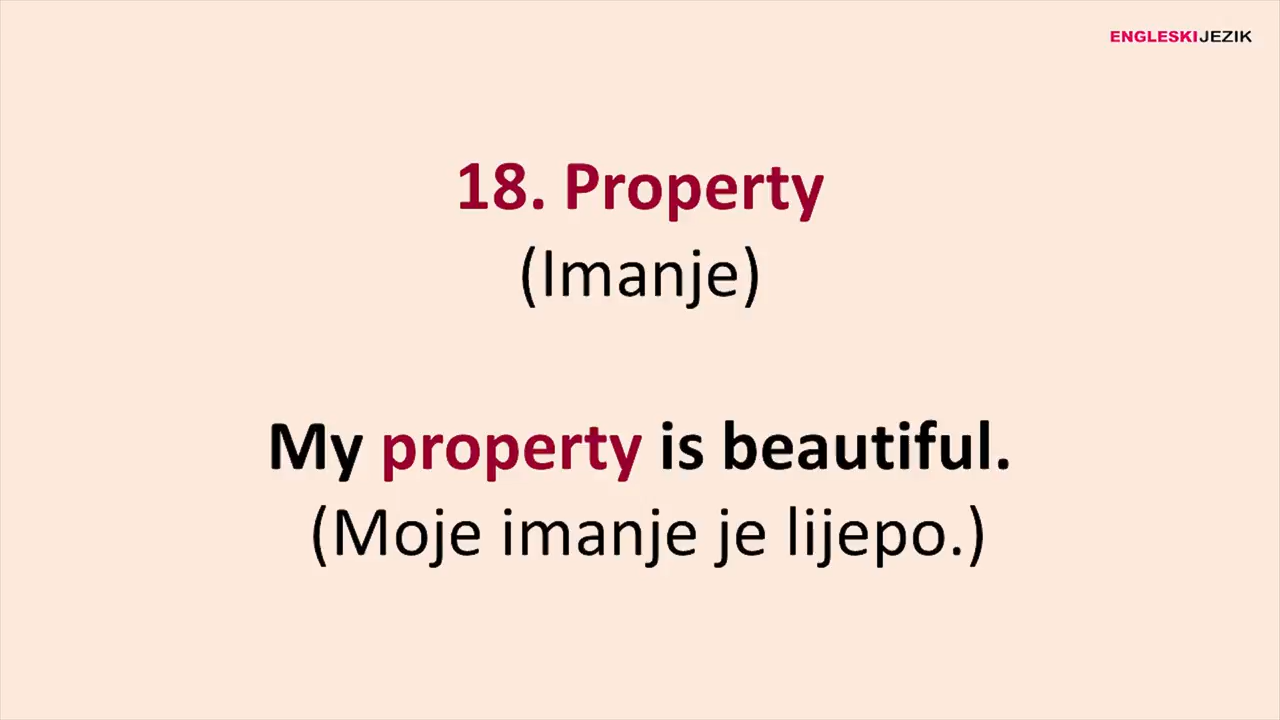 ENGLESKIJEZIK
18. Property
(Imanje)
My property is beautiful.
(Moje imanje je lijepo.)